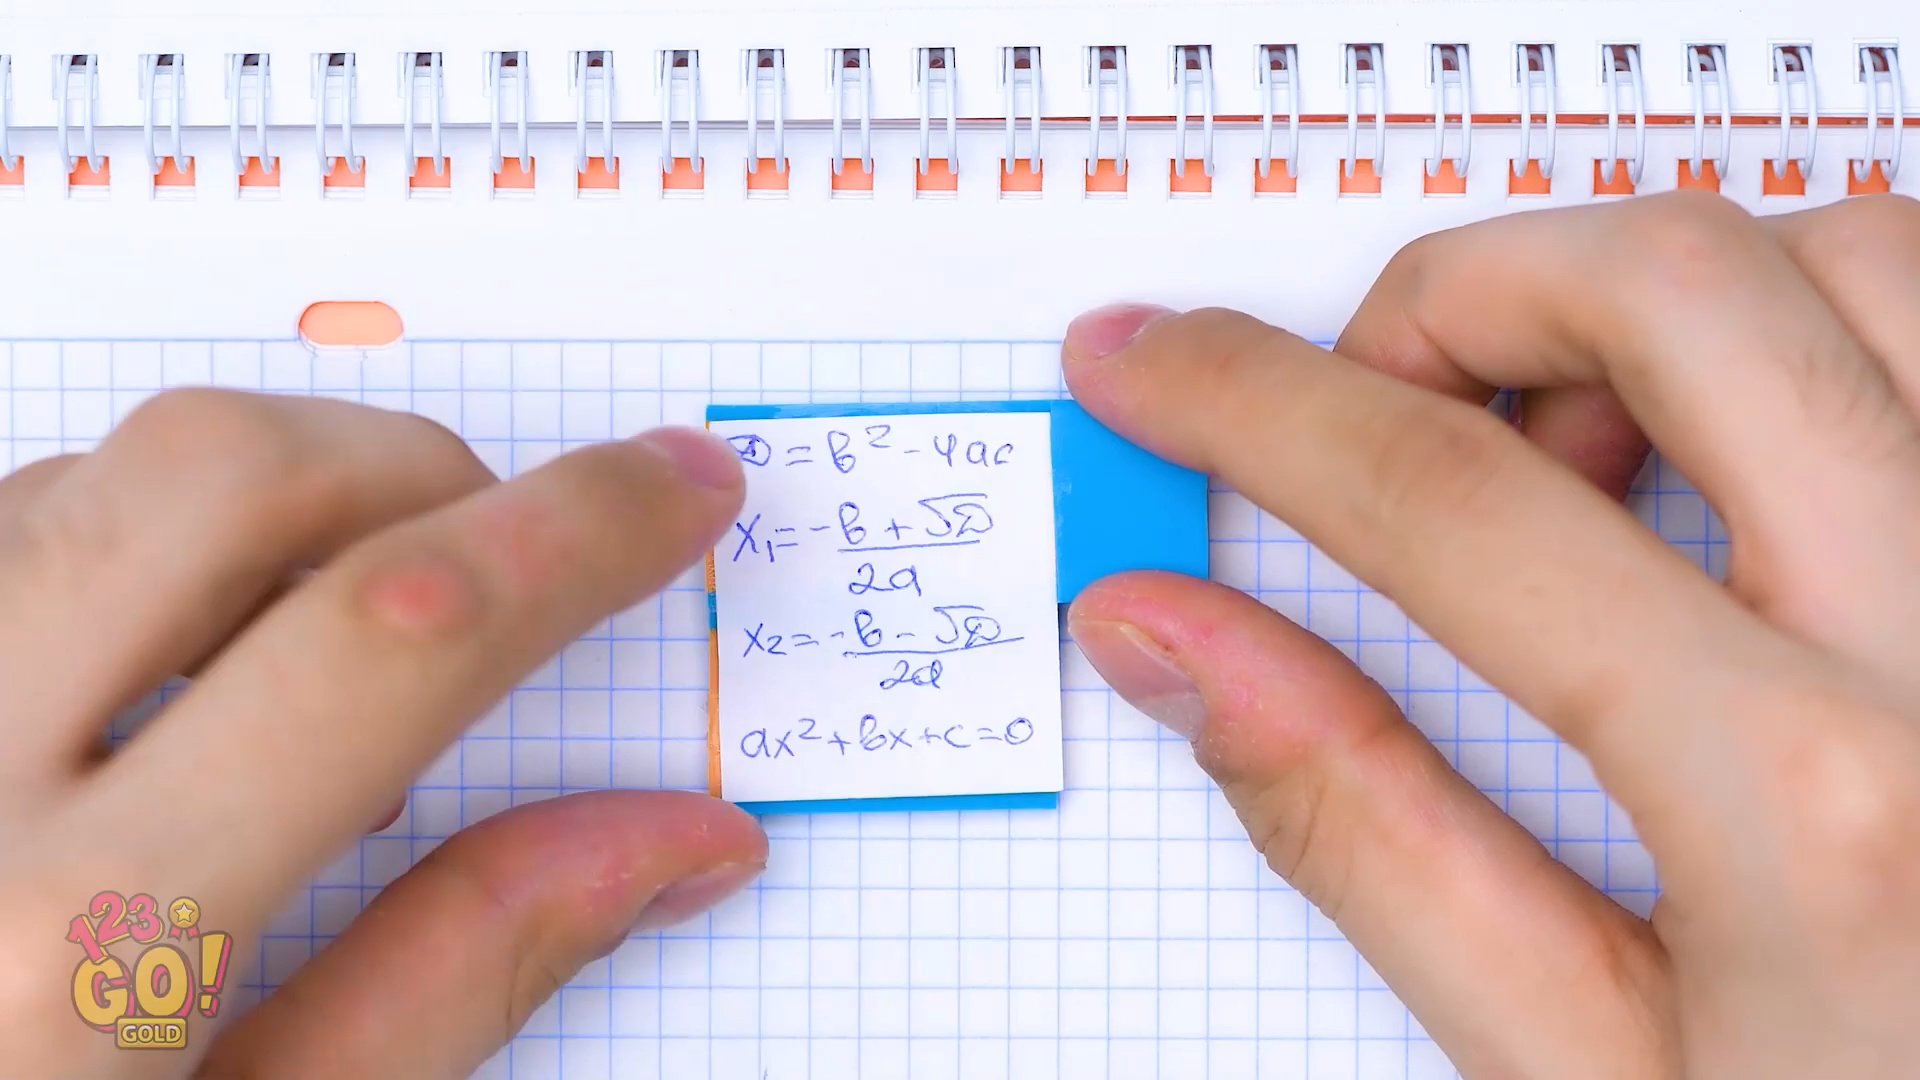 D = b² - 4ac
x₁ = -b + √D
2a
x₂ = -b - √D
2a
ax² + bx + c = 0
123
GO!
GOLD